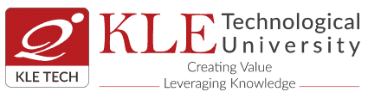 KLE TECH
KLE Technological
University
Creating Value
Leveraging Knowledge